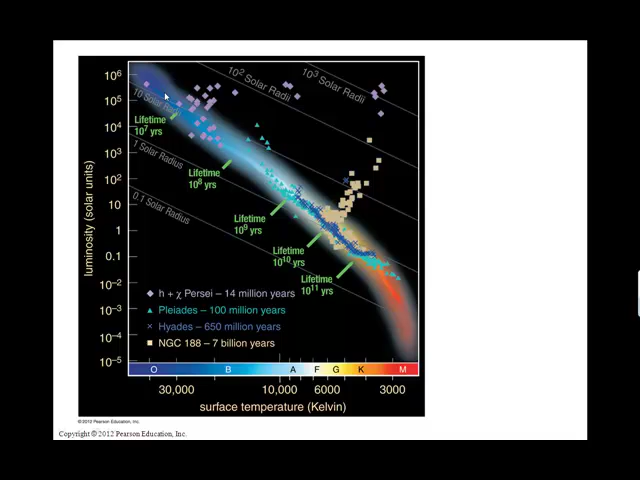 10² Solar Radii
10³ Solar Radii
10⁶
10⁵
10⁴
10³
10²
10
1
0.1
10⁻²
10⁻³
10⁻⁴
10⁻⁵
luminosity (solar units)
10 Solar Radii
1 Solar Radius
0.1 Solar Radius
Lifetime
10⁷ yrs
Lifetime
10⁸ yrs
Lifetime
10⁹ yrs
Lifetime
10¹⁰ yrs
Lifetime
10¹¹ yrs
h + χ Persei – 14 million years
Pleiades – 100 million years
Hyades – 650 million years
NGC 188 – 7 billion years
O B A F G K M
30,000 10,000 6000 3000
surface temperature (Kelvin)
© 2012 Pearson Education, Inc.
Copyright © 2012 Pearson Education, Inc.